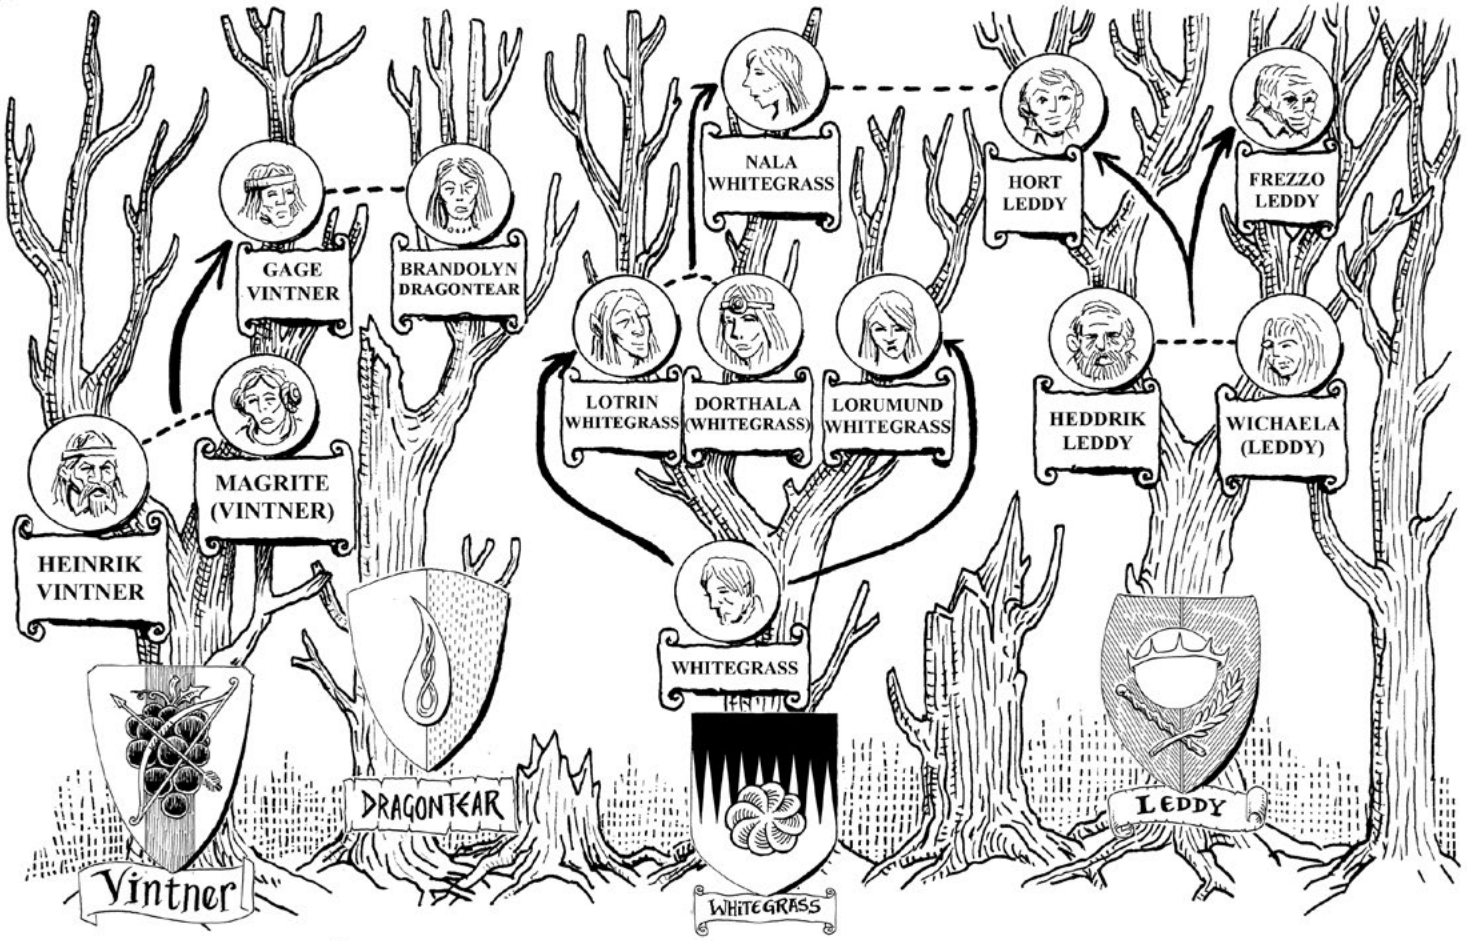 NALA
WHITEGRASS
HORT
LEDDY
FREZZO
LEDDY
GAGE
VINTNER
BRANDOLYN
DRAGONTEAR
LOTRIN
WHITEGRASS
DORTHALA
(WHITEGRASS)
LORUMUND
WHITEGRASS
HEDDRIK
LEDDY
WICHAELA
(LEDDY)
MAGRITE
(VINTNER)
HEINRIK
VINTNER
WHITEGRASS
DRAGONTEAR
LEDDY
Vintner
WHITEGRASS